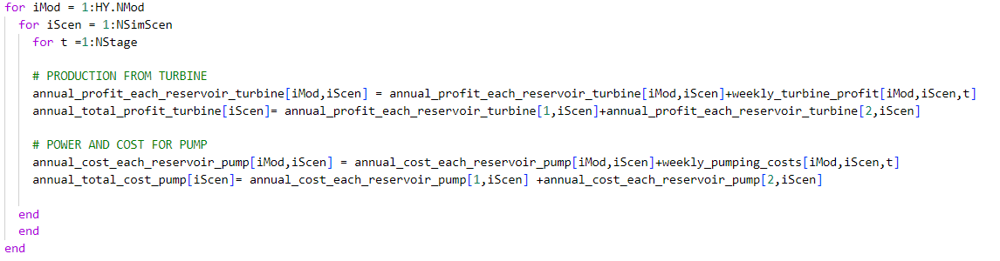 for iMod = 1:HY.NMod
for iScen = 1:NSimScen
for t =1:NStage
# PRODUCTION FROM TURBINE
annual_profit_each_reservoir_turbine[iMod,iScen] = annual_profit_each_reservoir_turbine[iMod,iScen]+weekly_turbine_profit[iMod,iScen,t]
annual_total_profit_turbine[iScen]= annual_profit_each_reservoir_turbine[1,iScen]+annual_profit_each_reservoir_turbine[2,iScen]
# POWER AND COST FOR PUMP
annual_cost_each_reservoir_pump[iMod,iScen] = annual_cost_each_reservoir_pump[iMod,iScen]+weekly_pumping_costs[iMod,iScen,t]
annual_total_cost_pump[iScen]= annual_cost_each_reservoir_pump[1,iScen] +annual_cost_each_reservoir_pump[2,iScen]
end
end
end